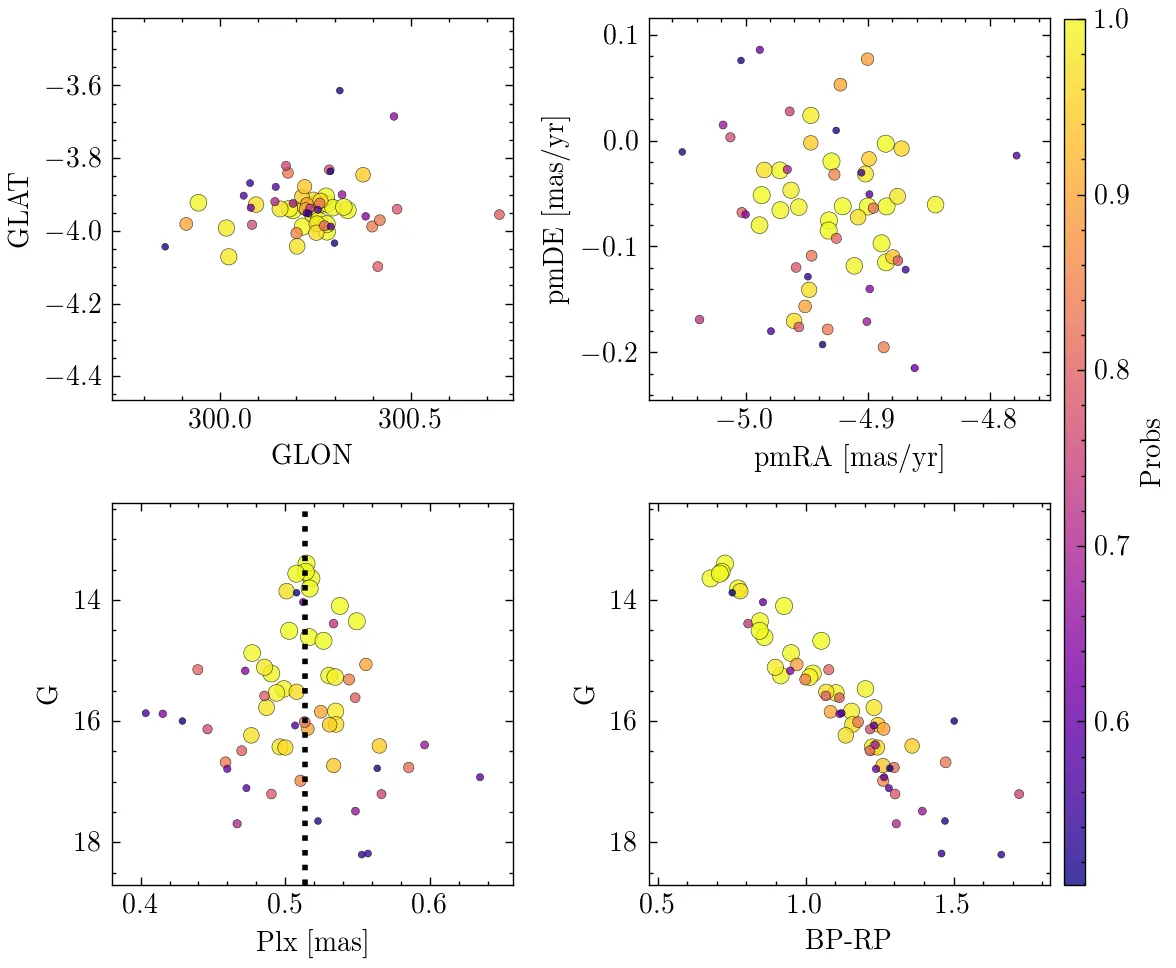 −3.6
−3.8
−4.0
−4.2
−4.4
GLAT
300.0 300.5
GLON
0.1
0.0
−0.1
−0.2
pmDE [mas/yr]
−5.0 −4.9 −4.8
pmRA [mas/yr]
14
16
18
G
0.4 0.5 0.6
Plx [mas]
14
16
18
G
0.5 1.0 1.5
BP-RP
1.0
0.9
0.8
0.7
0.6
Probs